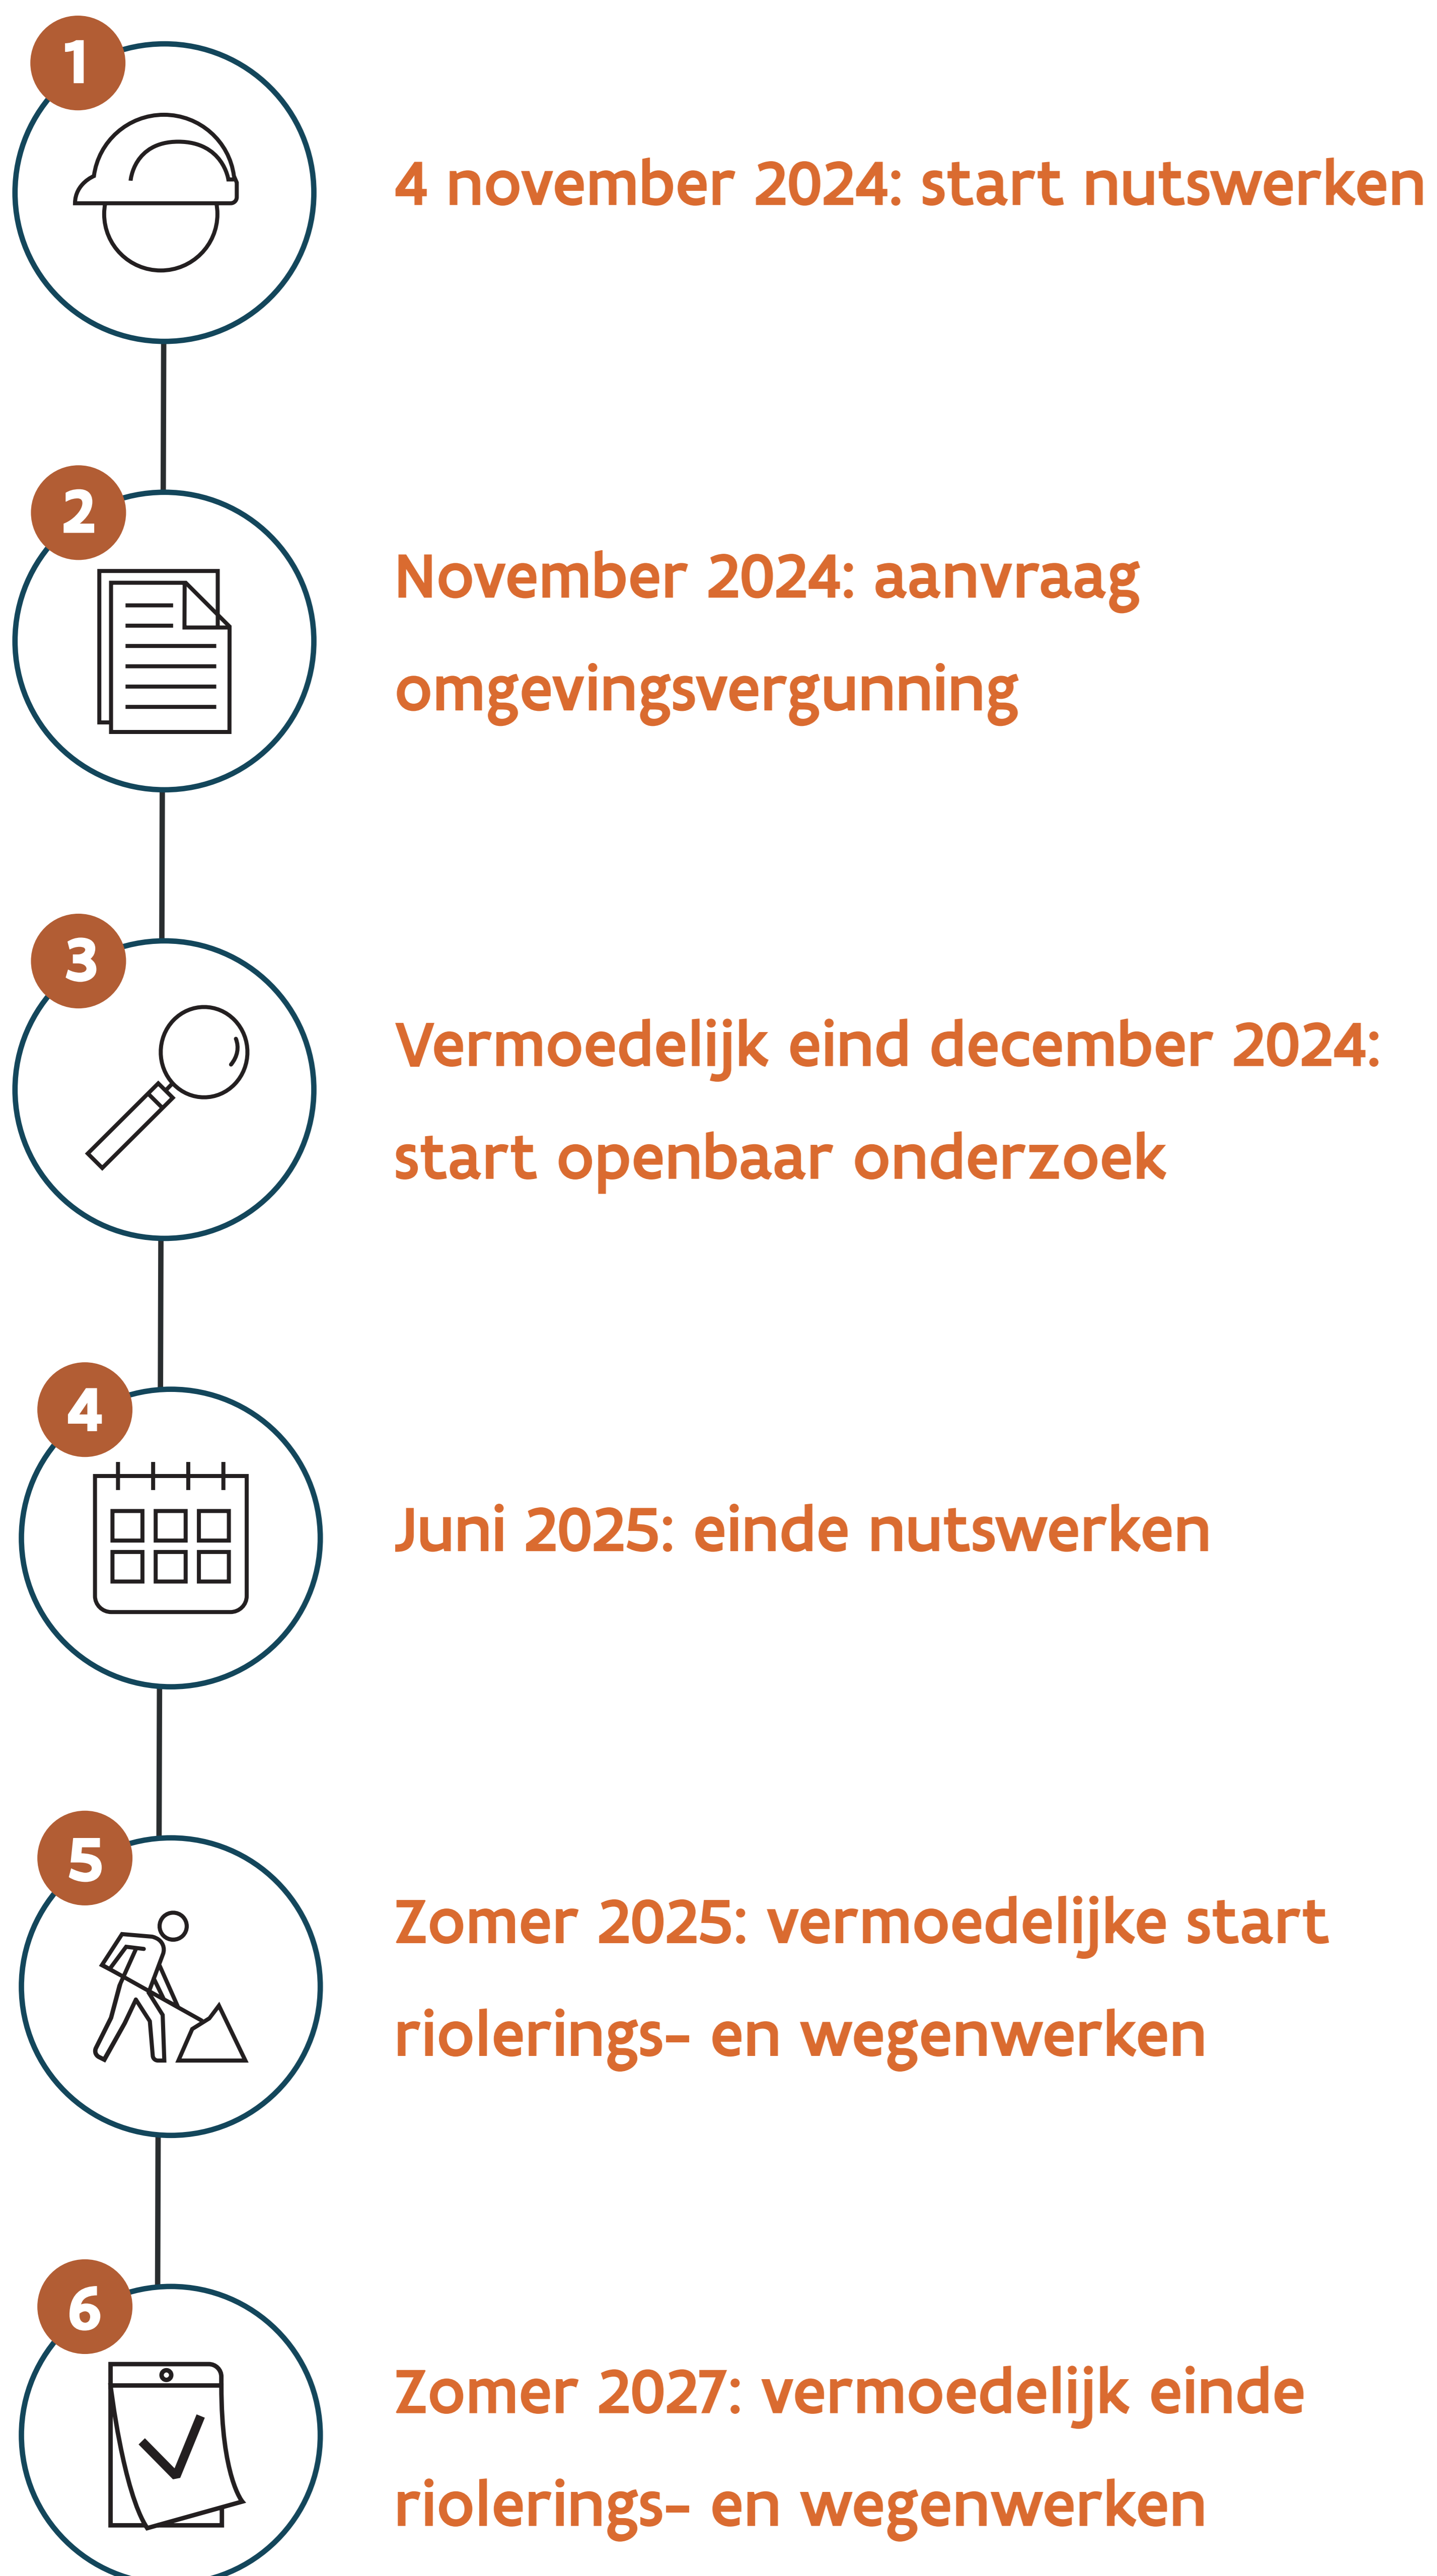 1
4 november 2024: start nutswerken
2
November 2024: aanvraag
omgevingsvergunning
3
Vermoedelijk eind december 2024:
start openbaar onderzoek
4
Juni 2025: einde nutswerken
5
Zomer 2025: vermoedelijke start
riolerings- en wegenwerken
6
Zomer 2027: vermoedelijk einde
riolerings- en wegenwerken